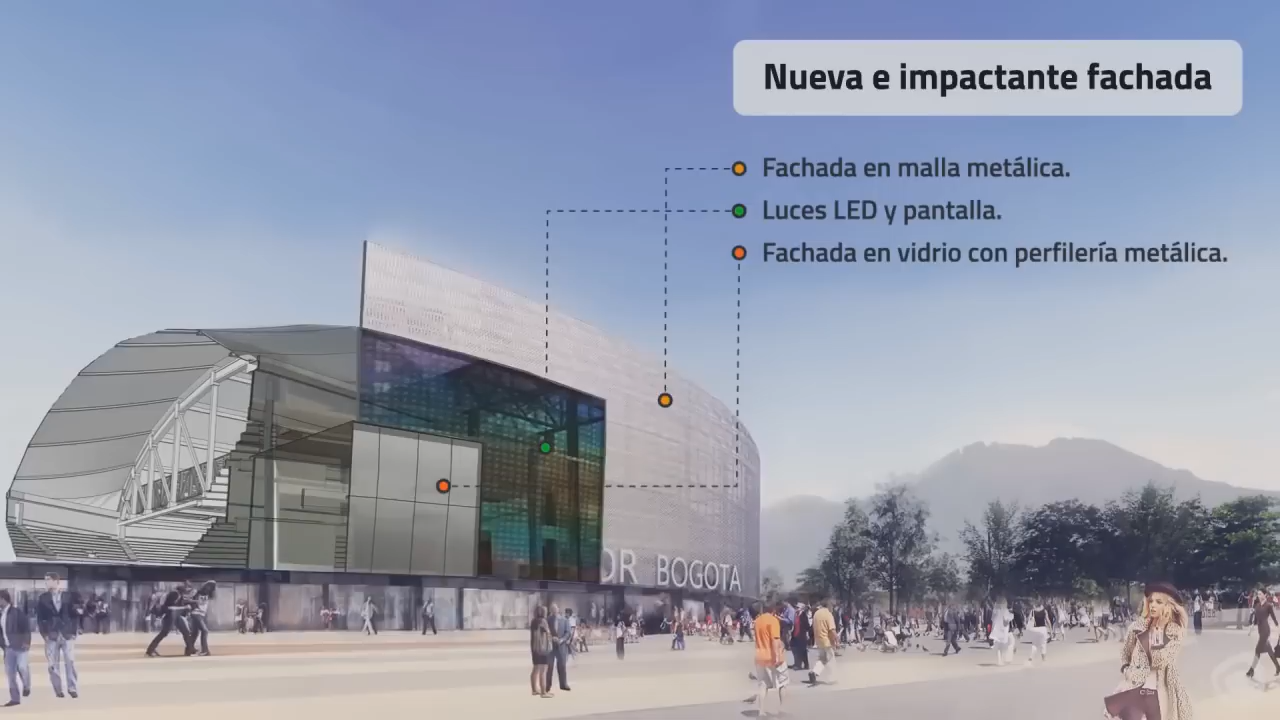 Nueva e impactante fachada
Fachada en malla metálica.
Luces LED y pantalla.
Fachada en vidrio con perfilería metálica.
OR BOGOTA